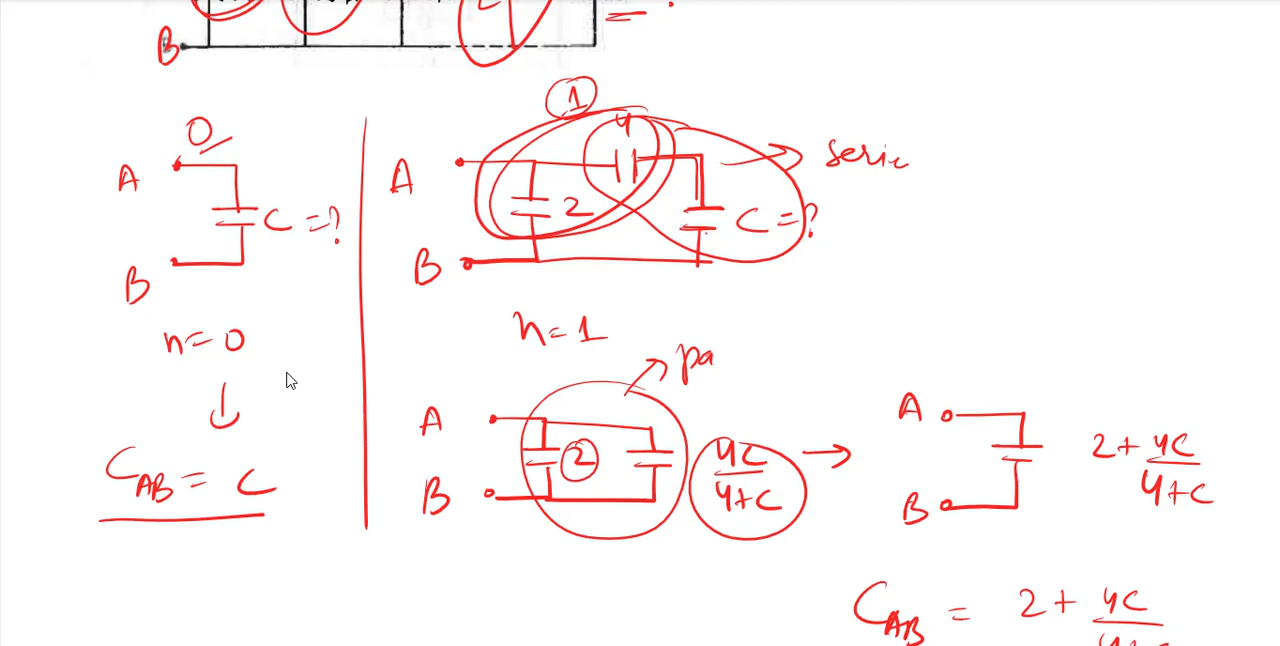 B
= ?
1
0
4
A
A
serie
2
C = ?
C = ?
B
B
n = 0
n = 1
pa
A
A
2
4C/4+C
2 + 4C/4+C
C_AB = C
B
B
C_AB = 2 + 4C